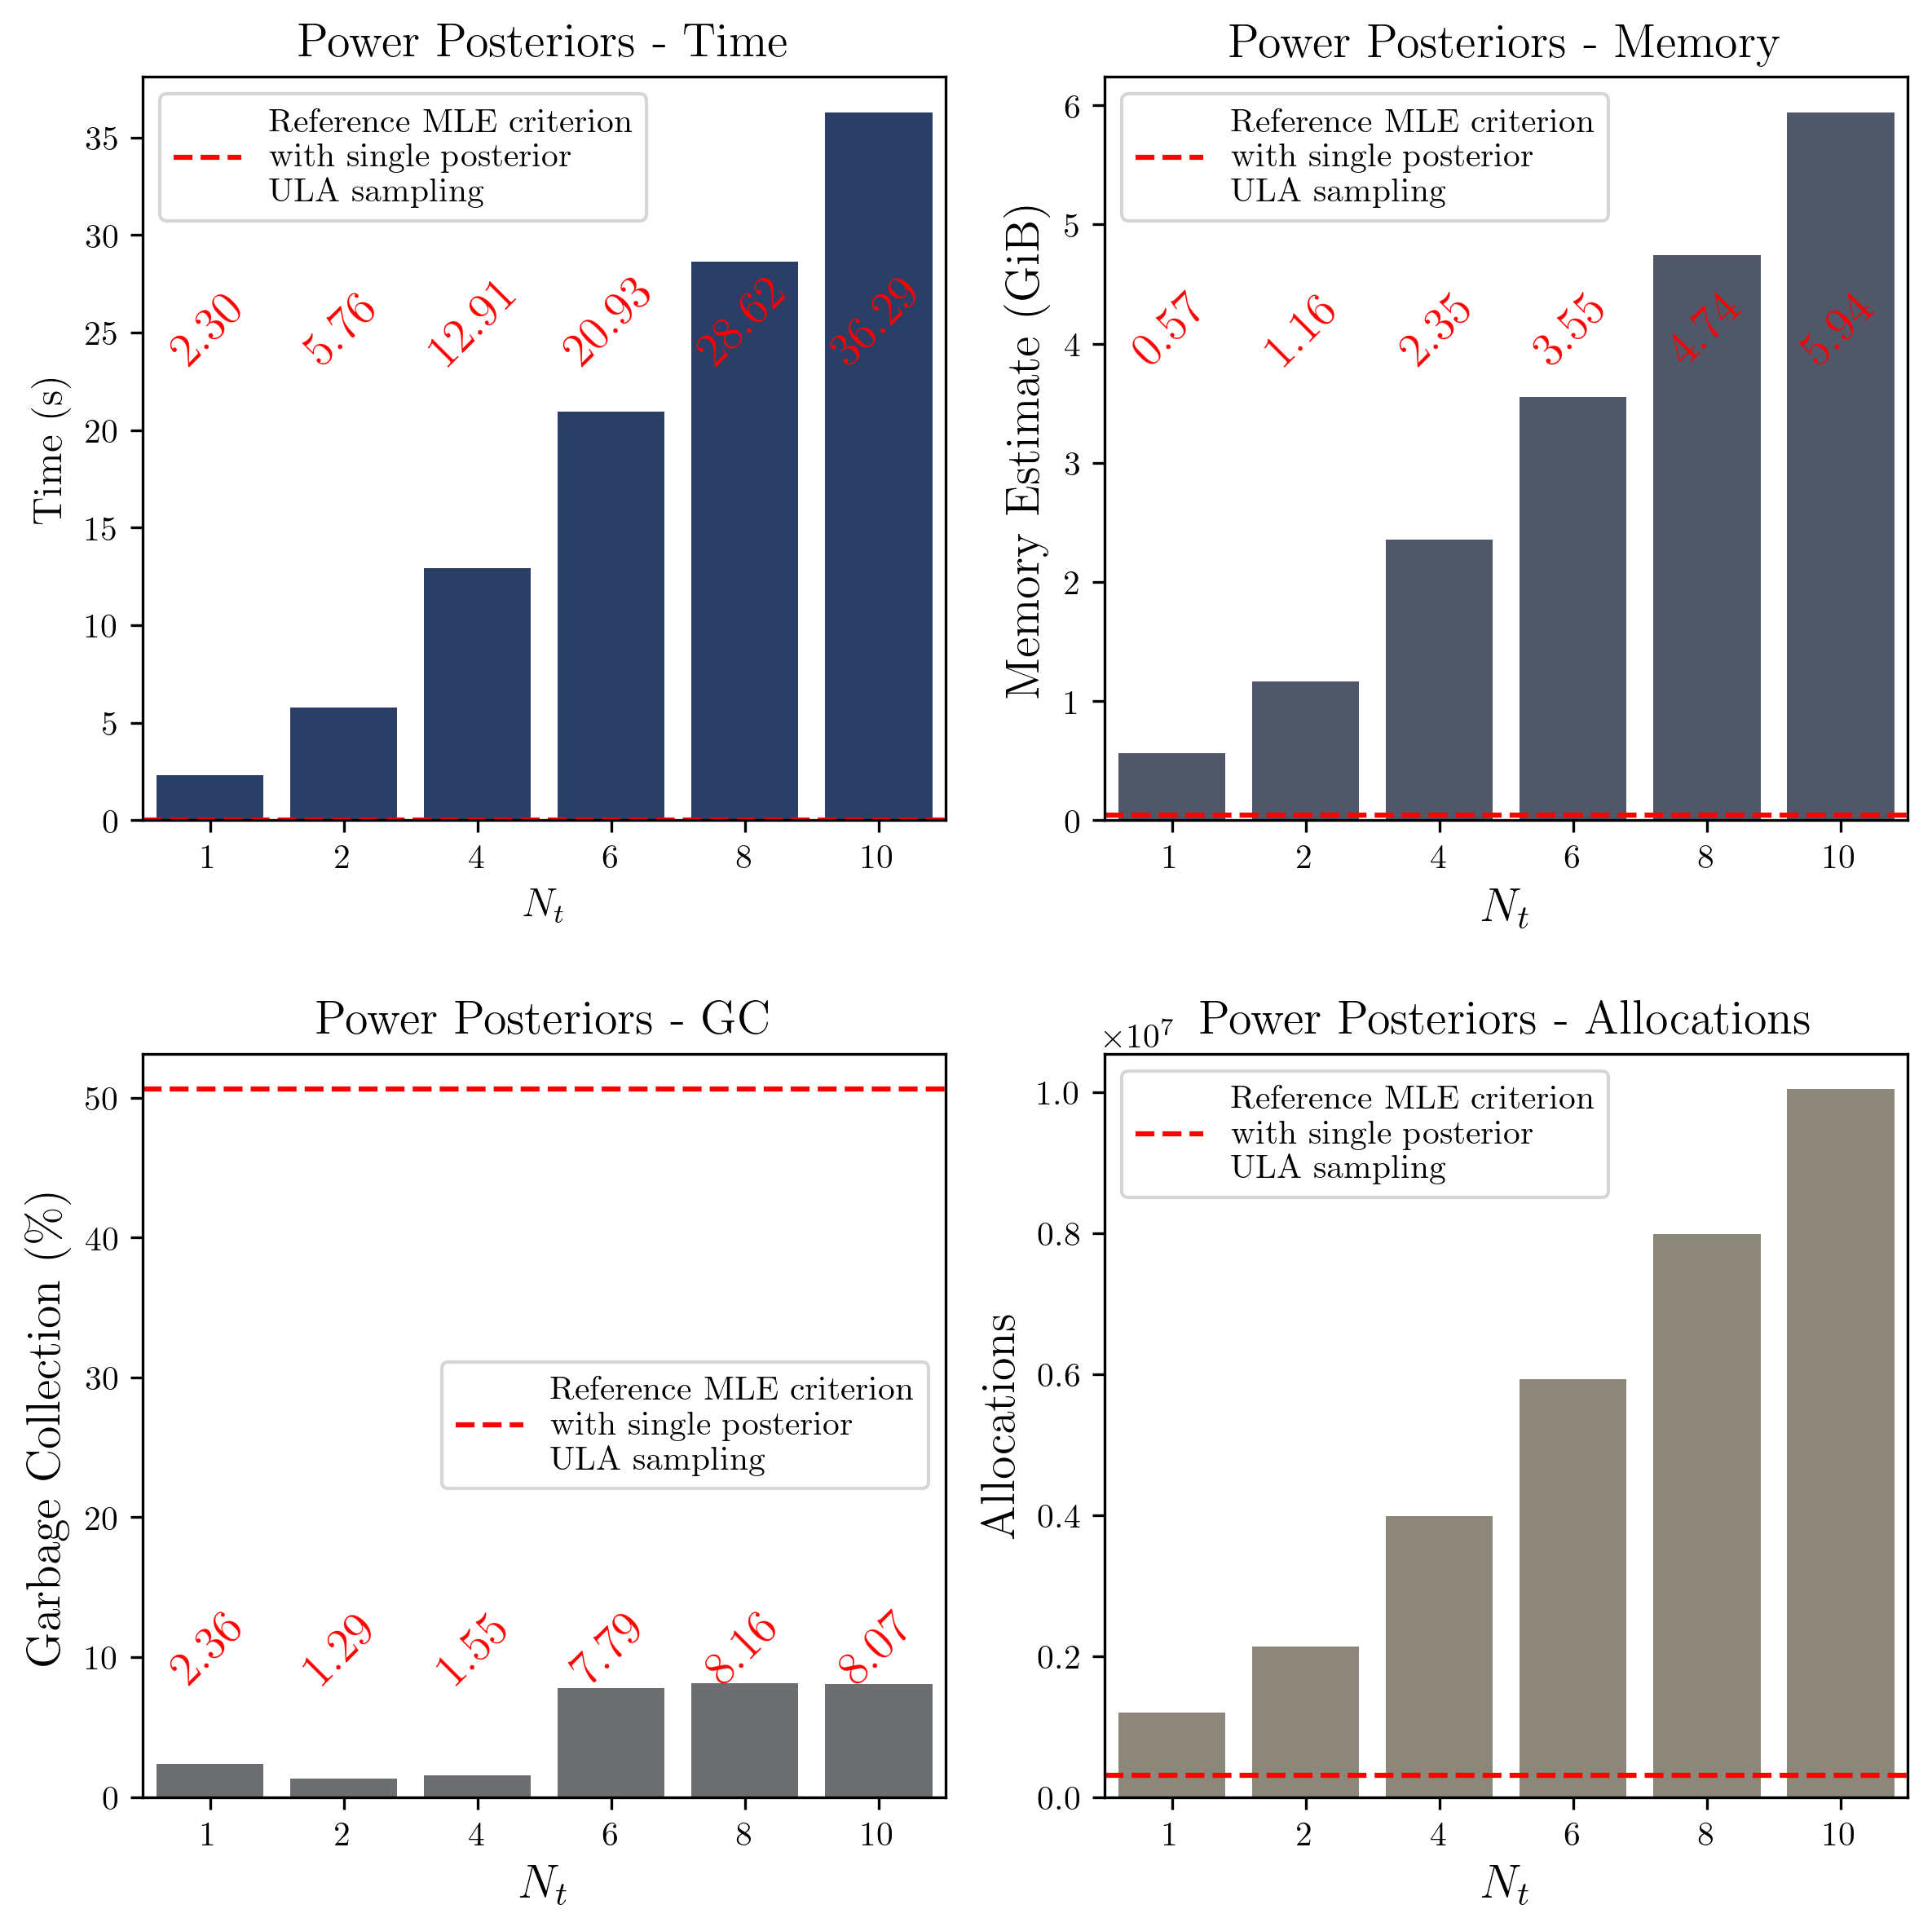 Power Posteriors - Time
Reference MLE criterion
with single posterior
ULA sampling
Time (s)
35
30
25
20
15
10
5
0
2.30 5.76 12.91 20.93 28.62 36.29
1 2 4 6 8 10
N_t
Power Posteriors - Memory
Reference MLE criterion
with single posterior
ULA sampling
Memory Estimate (GiB)
6
5
4
3
2
1
0
0.57 1.16 2.35 3.55 4.74 5.94
1 2 4 6 8 10
N_t
Power Posteriors - GC
Garbage Collection (%)
50
40
30
20
10
0
Reference MLE criterion
with single posterior
ULA sampling
2.36 1.29 1.55 7.79 8.16 8.07
1 2 4 6 8 10
N_t
×10⁷ Power Posteriors - Allocations
Reference MLE criterion
with single posterior
ULA sampling
Allocations
1.0
0.8
0.6
0.4
0.2
0.0
1 2 4 6 8 10
N_t